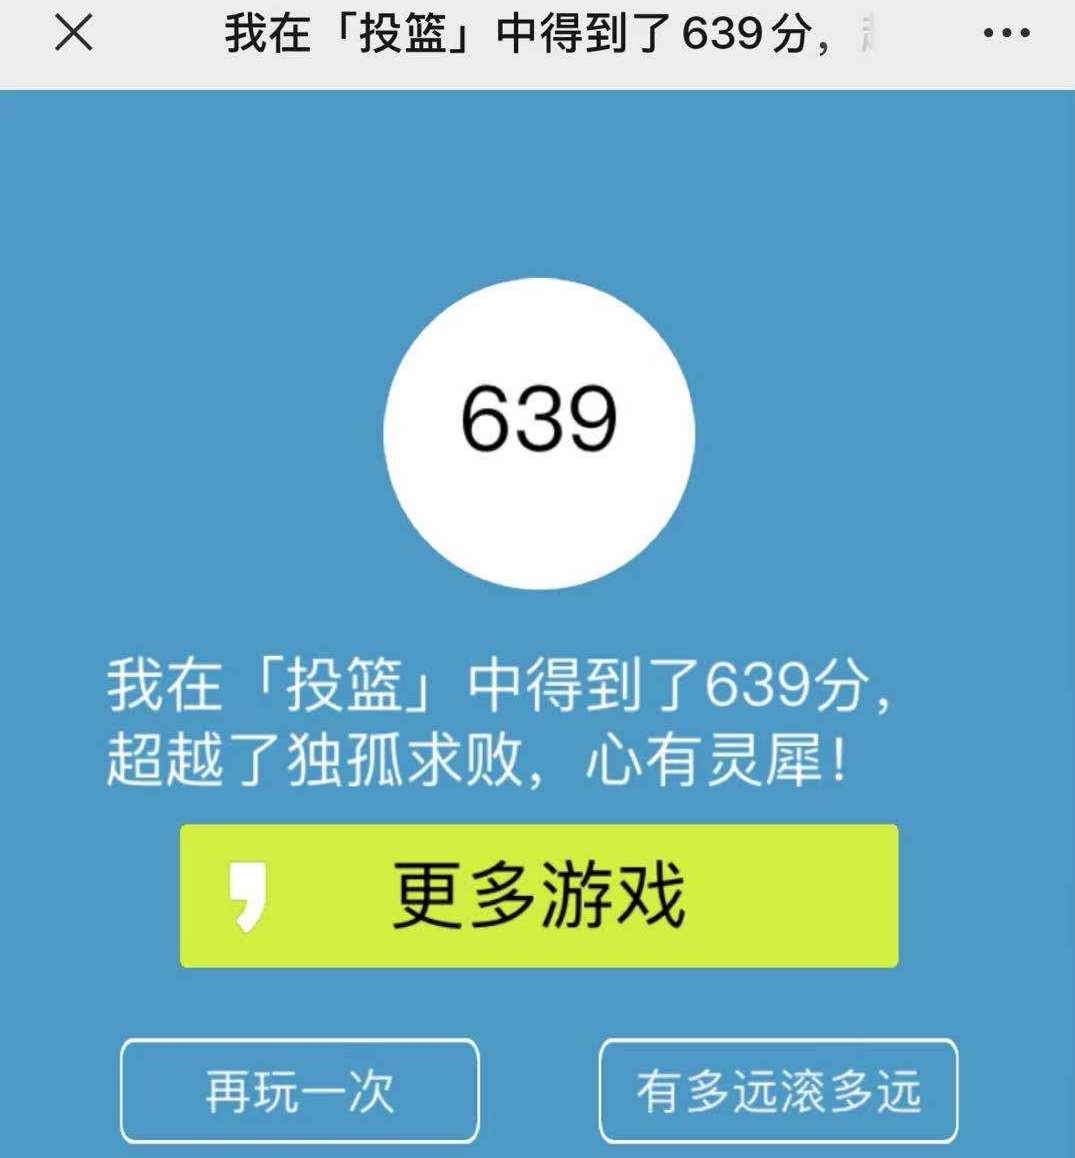 我在「投篮」中得到了639分，
639
我在「投篮」中得到了639分，
超越了独孤求败，心有灵犀！
更多游戏
再玩一次
有多远滚多远